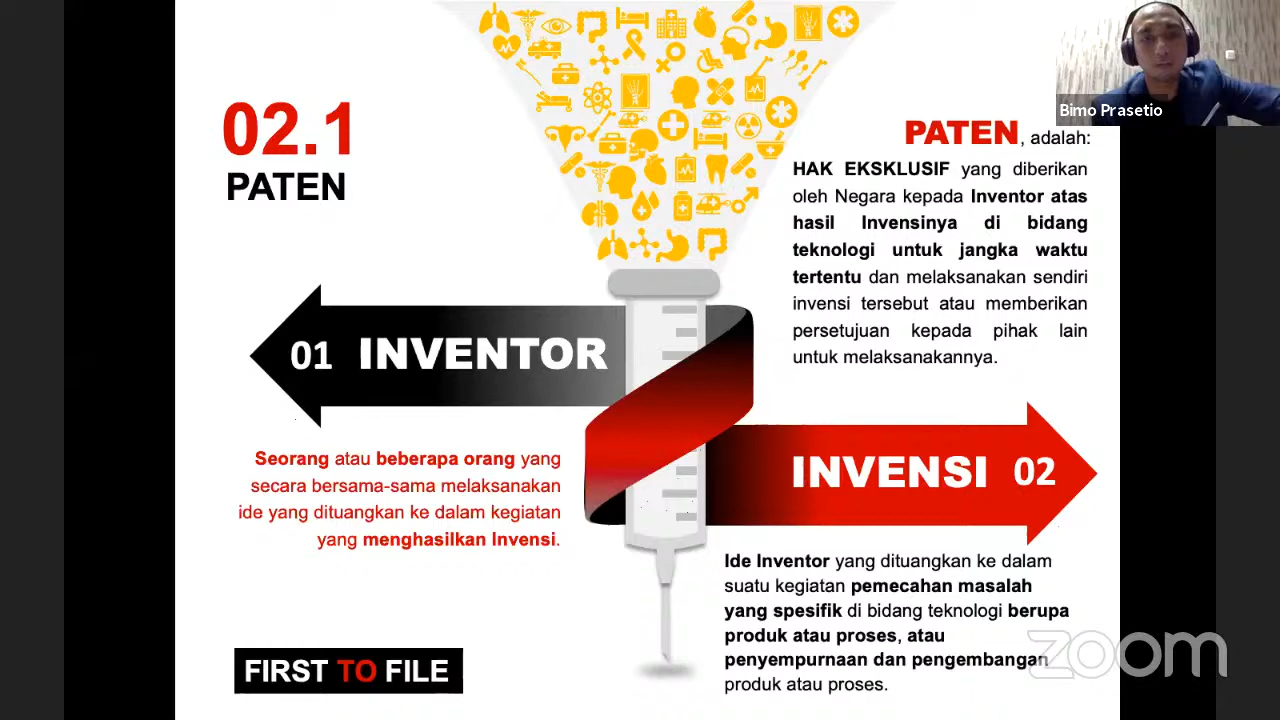 02.1
PATEN
Bimo Prasetio
PATEN, adalah:
HAK EKSKLUSIF yang diberikan
oleh Negara kepada Inventor atas
hasil Invensinya di bidang
teknologi untuk jangka waktu
tertentu dan melaksanakan sendiri
invensi tersebut atau memberikan
persetujuan kepada pihak lain
untuk melaksanakannya.
01 INVENTOR
Seorang atau beberapa orang yang
secara bersama-sama melaksanakan
ide yang dituangkan ke dalam kegiatan
yang menghasilkan Invensi.
INVENSI 02
Ide Inventor yang dituangkan ke dalam
suatu kegiatan pemecahan masalah
yang spesifik di bidang teknologi berupa
produk atau proses, atau
penyempurnaan dan pengembangan
produk atau proses.
FIRST TO FILE
zoom